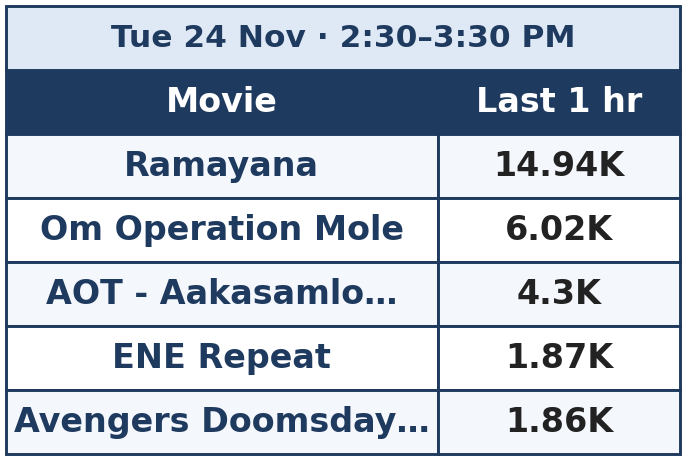 Tue 24 Nov · 2:30–3:30 PM
Movie Last 1 hr
Ramayana 14.94K
Om Operation Mole 6.02K
AOT - Aakasamlo... 4.3K
ENE Repeat 1.87K
Avengers Doomsday... 1.86K